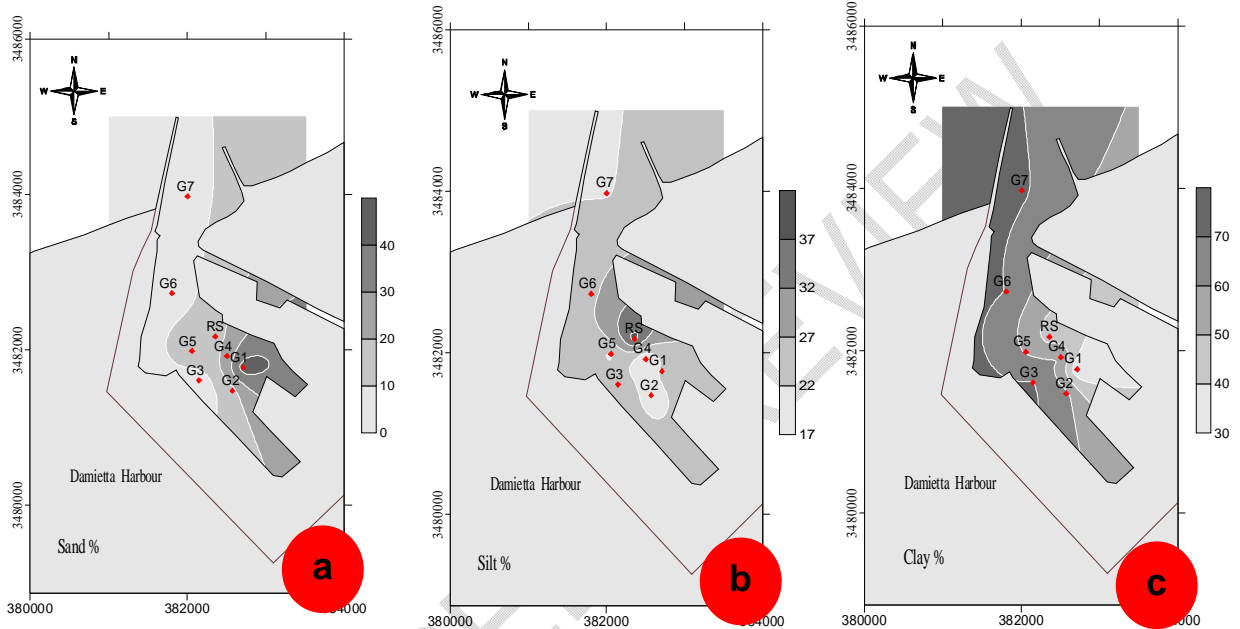 N
W E
S
G7
G6
RS
G5
G4
G1
G3
G2
Damietta Harbour
Sand %
a
3486000
3484000
3482000
3480000
380000
382000
384000
40
30
20
10
0
N
W E
S
G7
G6
RS
G5
G4
G1
G3
G2
Damietta Harbour
Silt %
b
3486000
3484000
3482000
3480000
380000
382000
37
32
27
22
17
N
W E
S
G7
G6
RS
G5
G4
G1
G3
G2
Damietta Harbour
Clay %
c
3486000
3484000
3482000
3480000
380000
382000
70
60
50
40
30